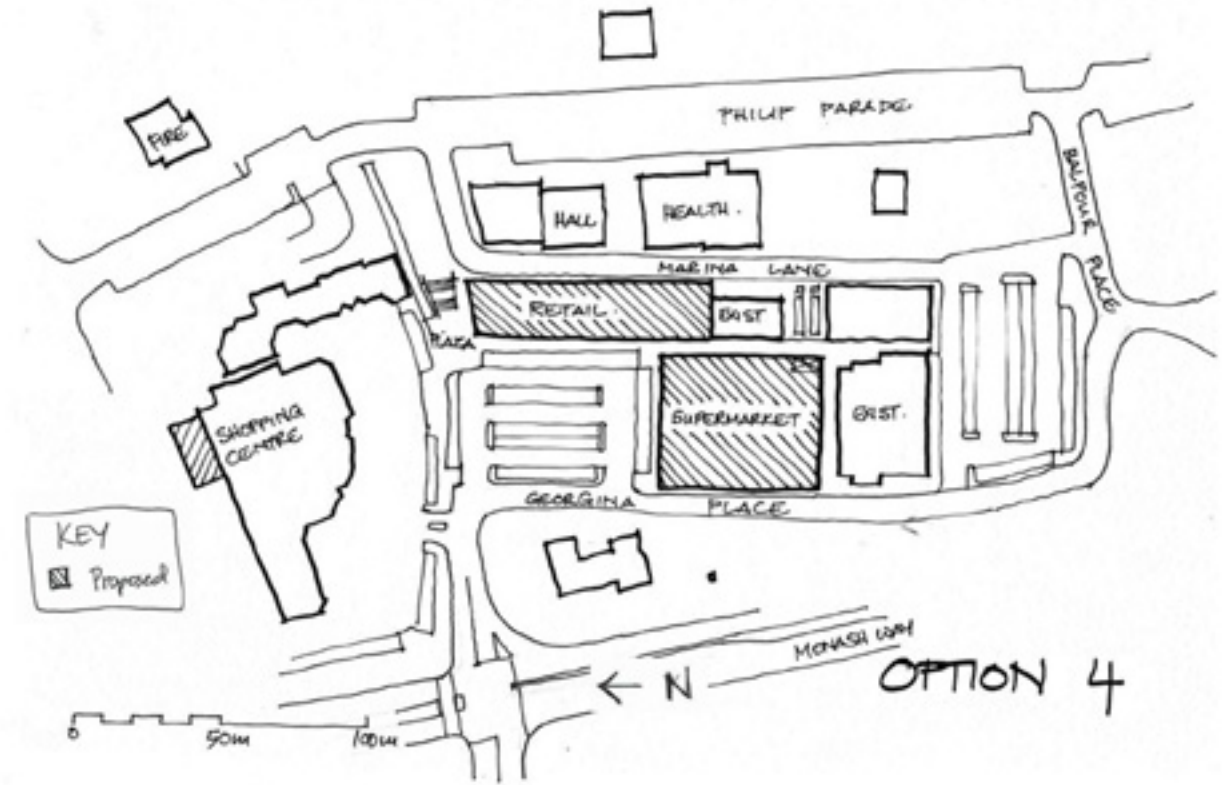 PHILIP PARADE
FIRE
BALFOUR
PLACE
HALL
HEALTH.
MARINA LANE
RETAIL.
EXIST
PLAZA
SHOPPING
CENTRE
SUPERMARKET
EXIST.
GEORGINA PLACE
KEY
Proposed
MONASH WAY
← N
OPTION 4
0 50m 100m